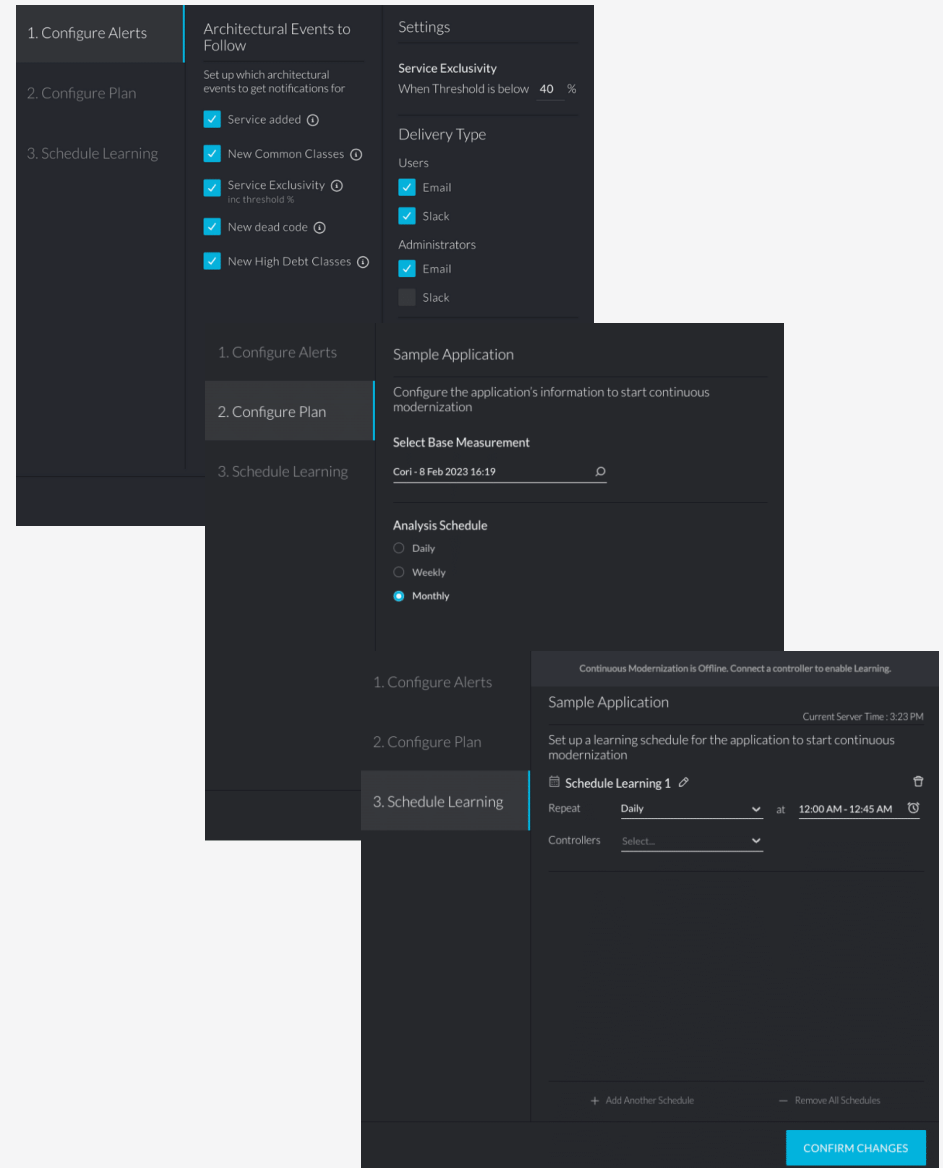 1. Configure Alerts
2. Configure Plan
3. Schedule Learning
Architectural Events to
Follow
Set up which architectural
events to get notifications for
Service added
New Common Classes
Service Exclusivity
inc threshold %
New dead code
New High Debt Classes
Settings
Service Exclusivity
When Threshold is below 40 %
Delivery Type
Users
Email
Slack
Administrators
Email
Slack
1. Configure Alerts
2. Configure Plan
3. Schedule Learning
Sample Application
Configure the application's information to start continuous
modernization
Select Base Measurement
Cori - 8 Feb 2023 16:19
Analysis Schedule
Daily
Weekly
Monthly
1. Configure Alerts
2. Configure Plan
3. Schedule Learning
Continuous Modernization is Offline. Connect a controller to enable Learning.
Sample Application
Current Server Time : 3:23 PM
Set up a learning schedule for the application to start continuous
modernization
Schedule Learning 1
Repeat Daily at 12:00 AM - 12:45 AM
Controllers Select...
+ Add Another Schedule
— Remove All Schedules
CONFIRM CHANGES